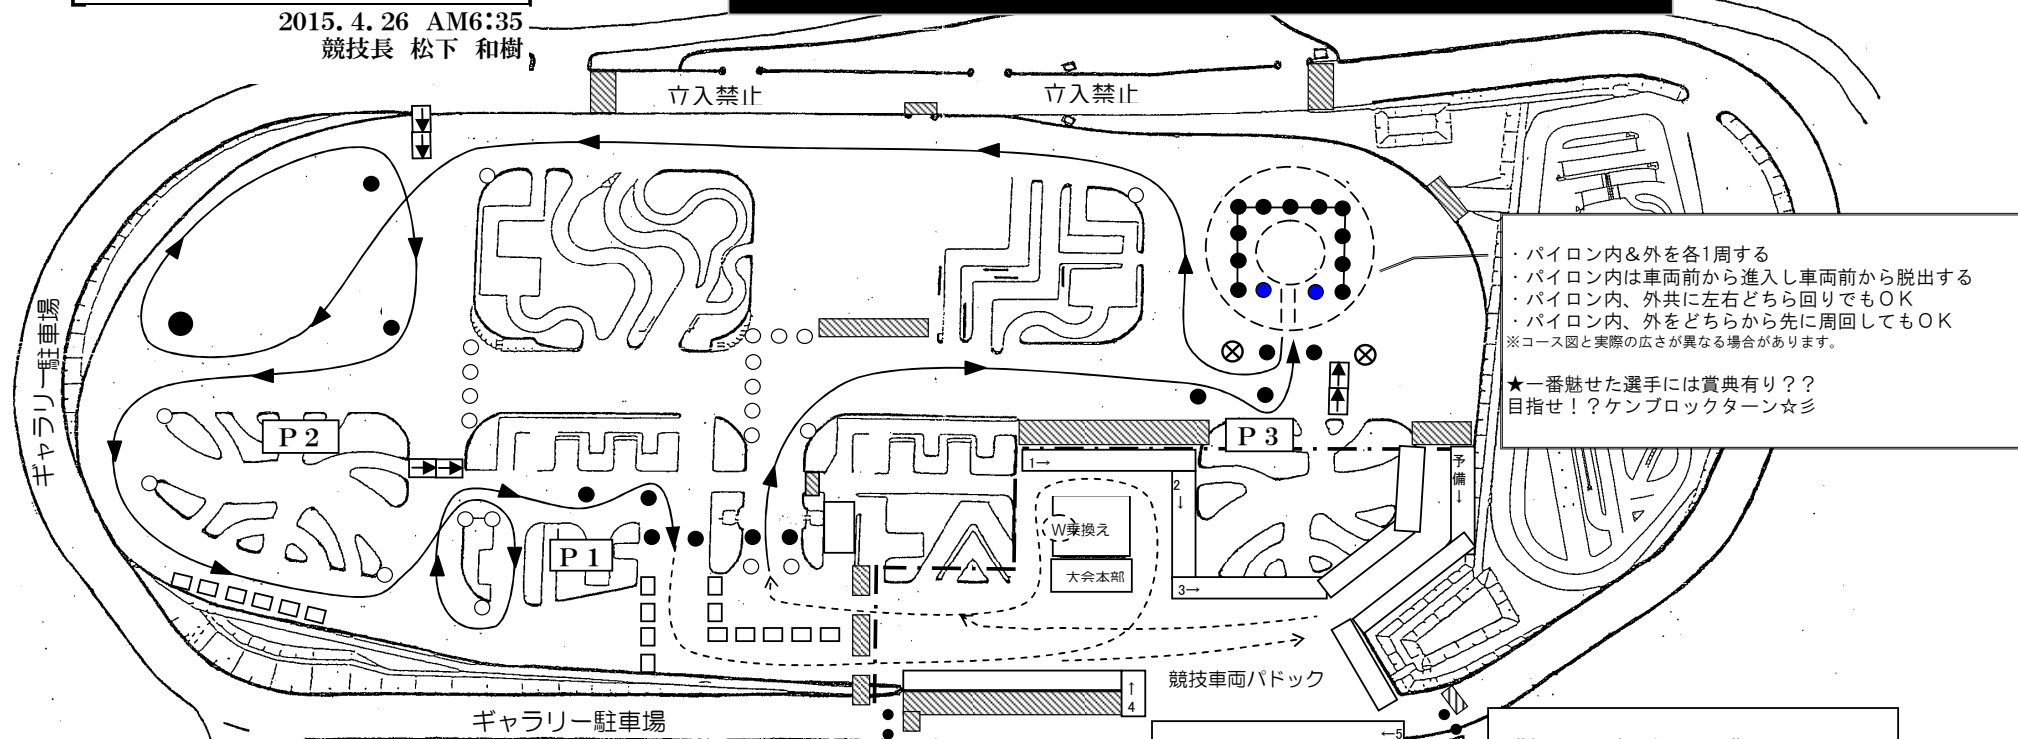 2015.4.26 AM6:35
競技長 松下 和樹
立入禁止
立入禁止
・パイロン内&外を各1周する
・パイロン内は車両前から進入し車両前から脱出する
・パイロン内、外共に左右どちら回りでもOK
・パイロン内、外をどちらから先に周回してもOK
※コース図と実際の広さが異なる場合があります。
★一番魅せた選手には賞典有り??
目指せ!?ケンブロックターン☆彡
ギャラリー駐車場
P2
P3
1→
2↓
予備↓
W乗換え
P1
大会本部
3→
競技車両パドック
↑4
ギャラリー駐車場
←5